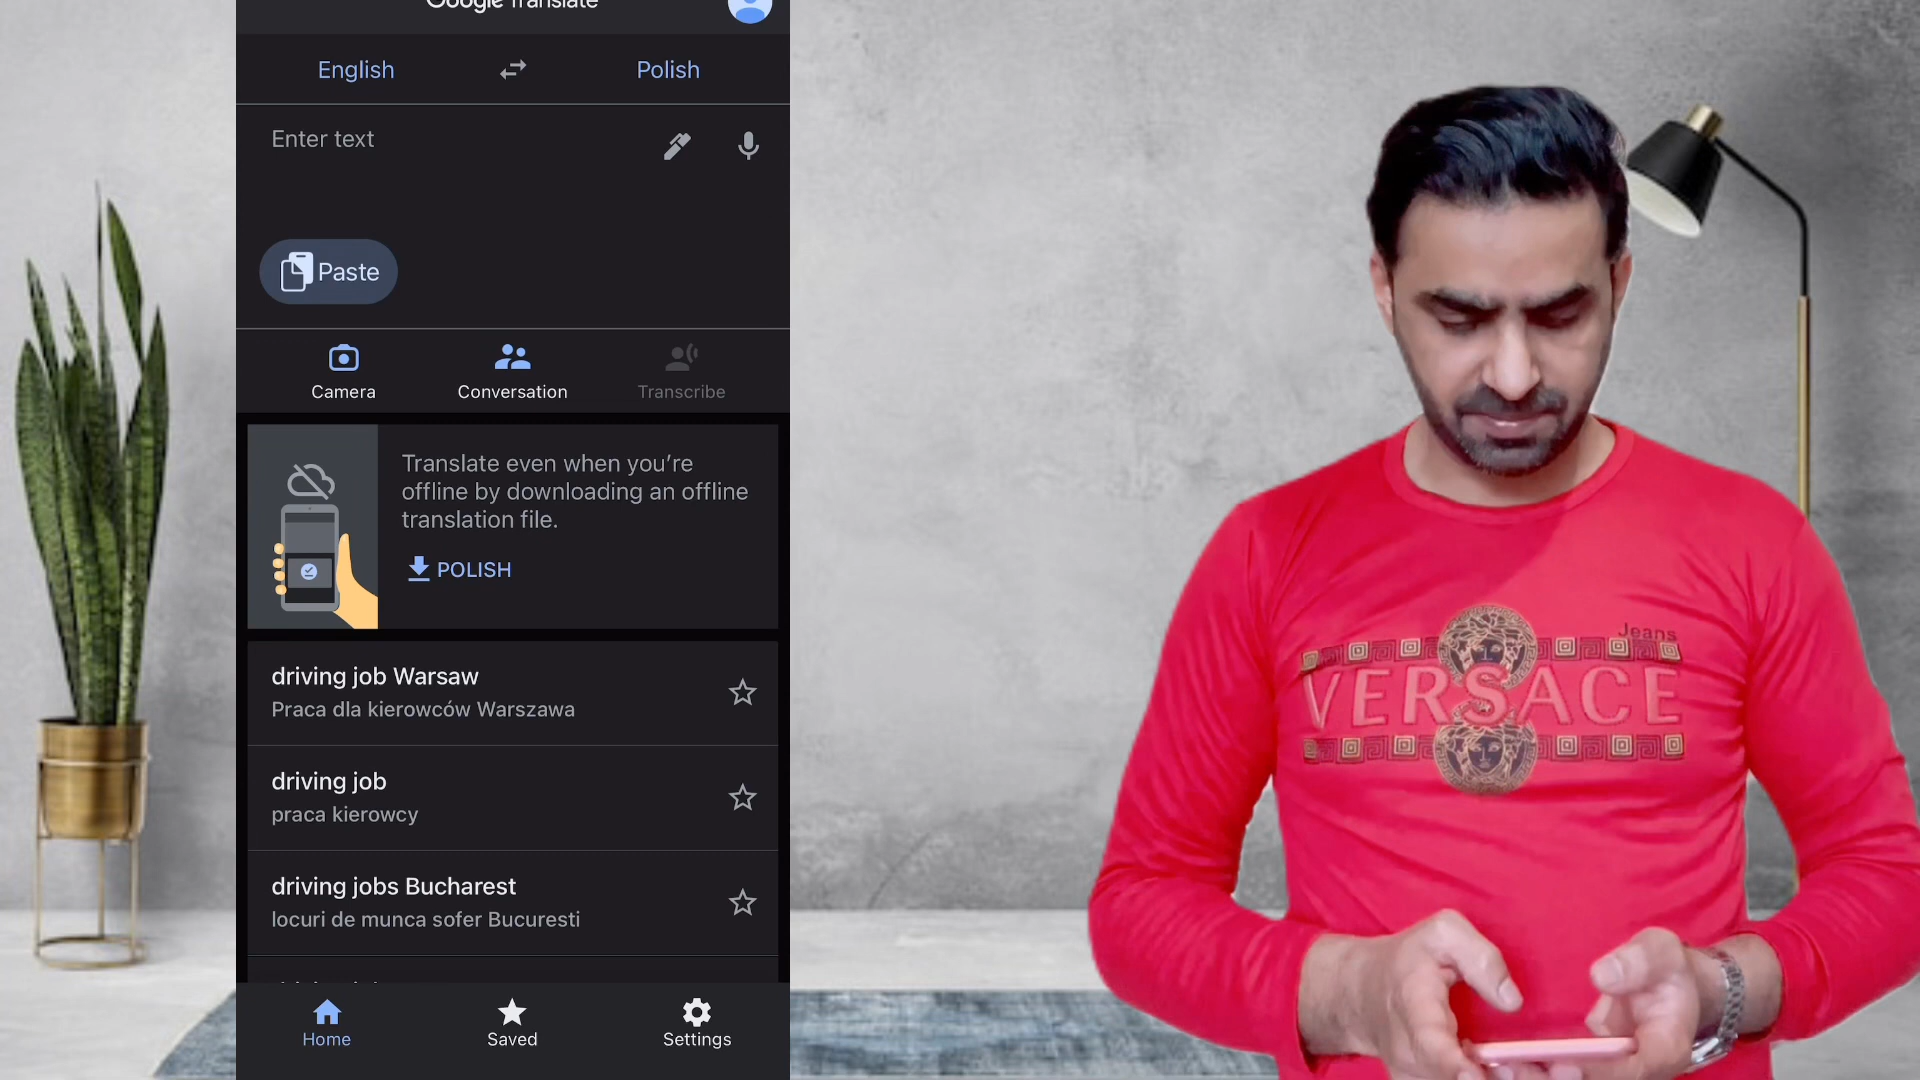 Google Translate
English
Polish
Enter text
Paste
Camera
Conversation
Transcribe
Translate even when you’re
offline by downloading an offline
translation file.
POLISH
driving job Warsaw
Praca dla kierowców Warszawa
driving job
praca kierowcy
driving jobs Bucharest
locuri de munca sofer Bucuresti
Home
Saved
Settings
Jeans
VERSACE